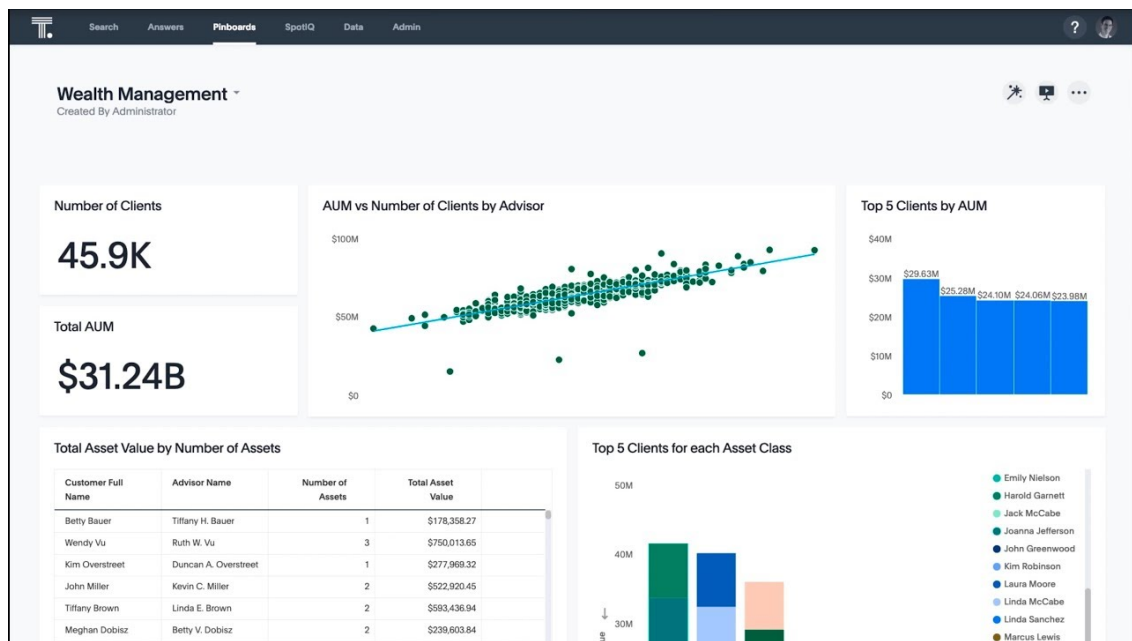 Search Answers Pinboards SpotIQ Data Admin ?
Wealth Management
Created By Administrator
Number of Clients
45.9K
Total AUM
$31.24B
AUM vs Number of Clients by Advisor
$100M
$50M
$0
Top 5 Clients by AUM
$40M
$30M
$20M
$10M
$0
$29.63M
$25.28M
$24.10M
$24.06M
$23.98M
Total Asset Value by Number of Assets
Customer Full Name
Advisor Name
Number of Assets
Total Asset Value
Betty Bauer Tiffany H. Bauer 1 $178,358.27
Wendy Vu Ruth W. Vu 3 $750,013.65
Kim Overstreet Duncan A. Overstreet 1 $277,969.32
John Miller Kevin C. Miller 2 $522,920.45
Tiffany Brown Linda E. Brown 2 $593,436.94
Meghan Dobisz Betty V. Dobisz 2 $239,603.84
Top 5 Clients for each Asset Class
50M
40M
30M
Emily Nielson
Harold Garnett
Jack McCabe
Joanna Jefferson
John Greenwood
Kim Robinson
Laura Moore
Linda McCabe
Linda Sanchez
Marcus Lewis